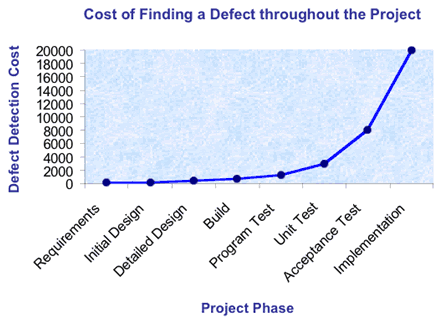 Cost of Finding a Defect throughout the Project
Defect Detection Cost
20000
18000
16000
14000
12000
10000
8000
6000
4000
2000
0
Requirements
Initial Design
Detailed Design
Build
Program Test
Unit Test
Acceptance Test
Implementation
Project Phase